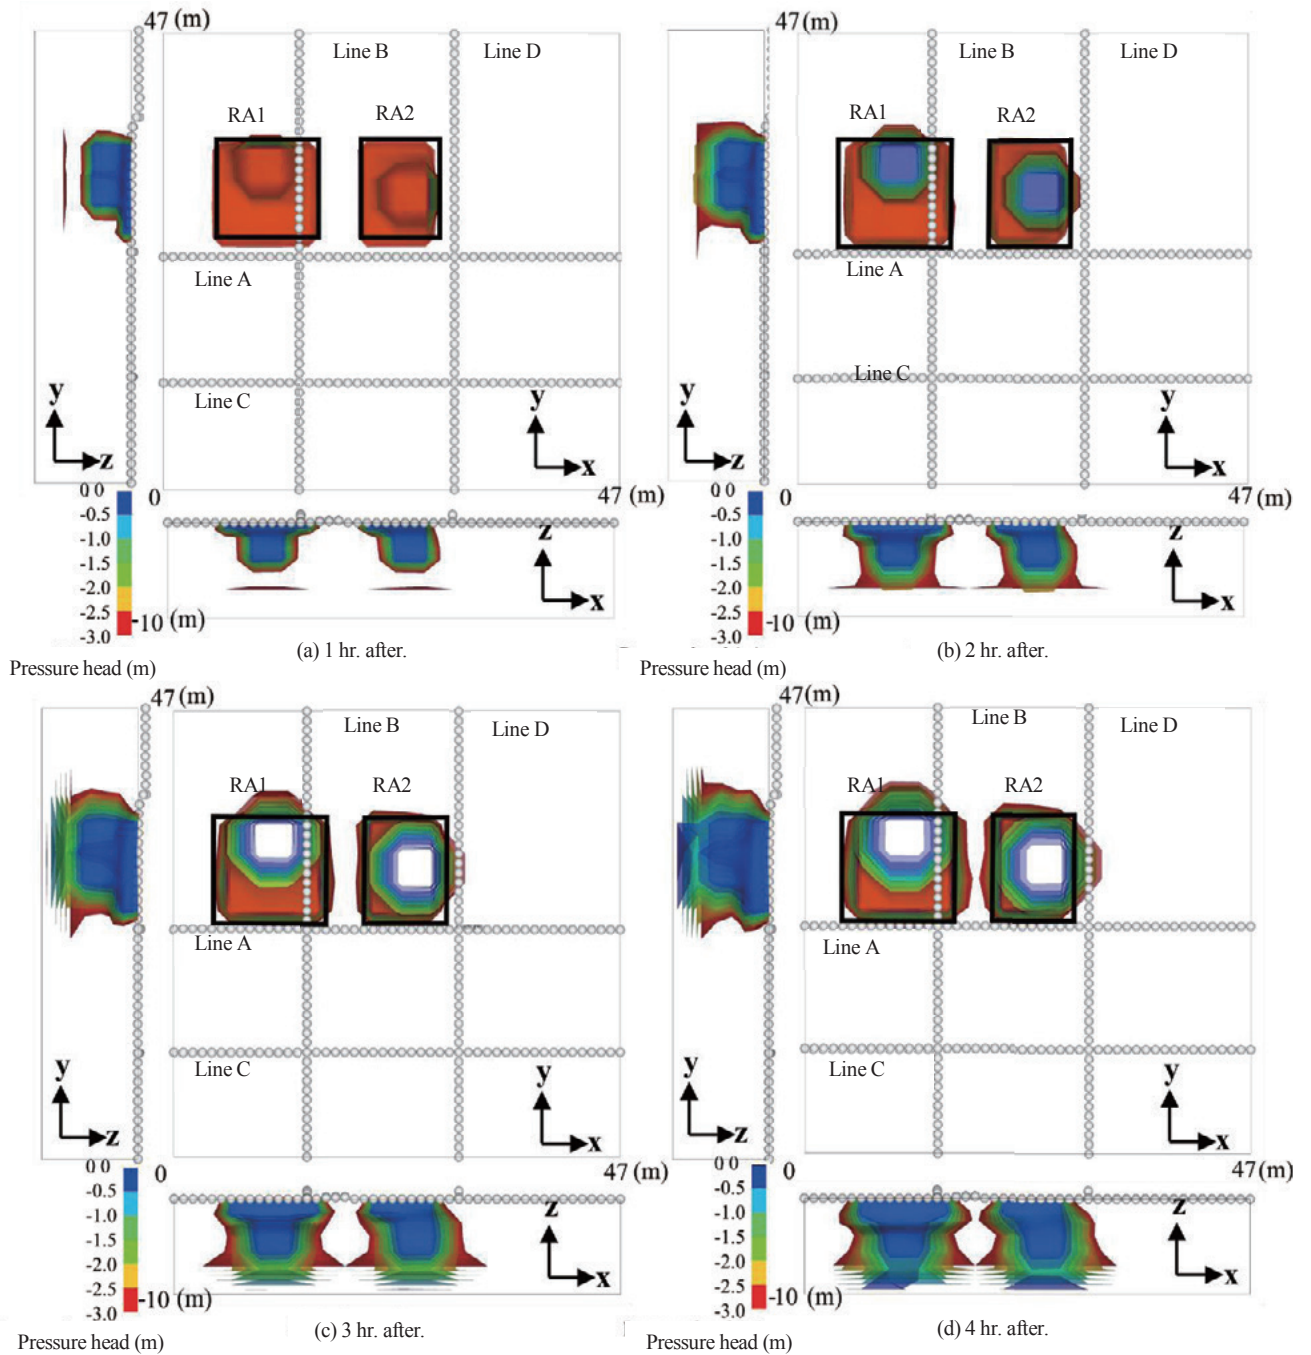 47 (m)
Line B
Line D
RA1
RA2
Line A
Line C
y
z
y
x
0 0
-0.5
-1.0
-1.5
-2.0
-2.5
-3.0
0
47 (m)
z
x
-10 (m)
(a) 1 hr. after.
Pressure head (m)
47 (m)
Line B
Line D
RA1
RA2
Line A
Line C
y
z
y
x
0 0
-0.5
-1.0
-1.5
-2.0
-2.5
-3.0
0
47 (m)
z
x
-10 (m)
(b) 2 hr. after.
Pressure head (m)
47 (m)
Line B
Line D
RA1
RA2
Line A
Line C
y
z
y
x
0 0
-0.5
-1.0
-1.5
-2.0
-2.5
-3.0
0
47 (m)
z
x
-10 (m)
(c) 3 hr. after.
Pressure head (m)
47 (m)
Line B
Line D
RA1
RA2
Line A
Line C
y
z
y
x
0 0
-0.5
-1.0
-1.5
-2.0
-2.5
-3.0
0
47 (m)
z
x
-10 (m)
(d) 4 hr. after.
Pressure head (m)